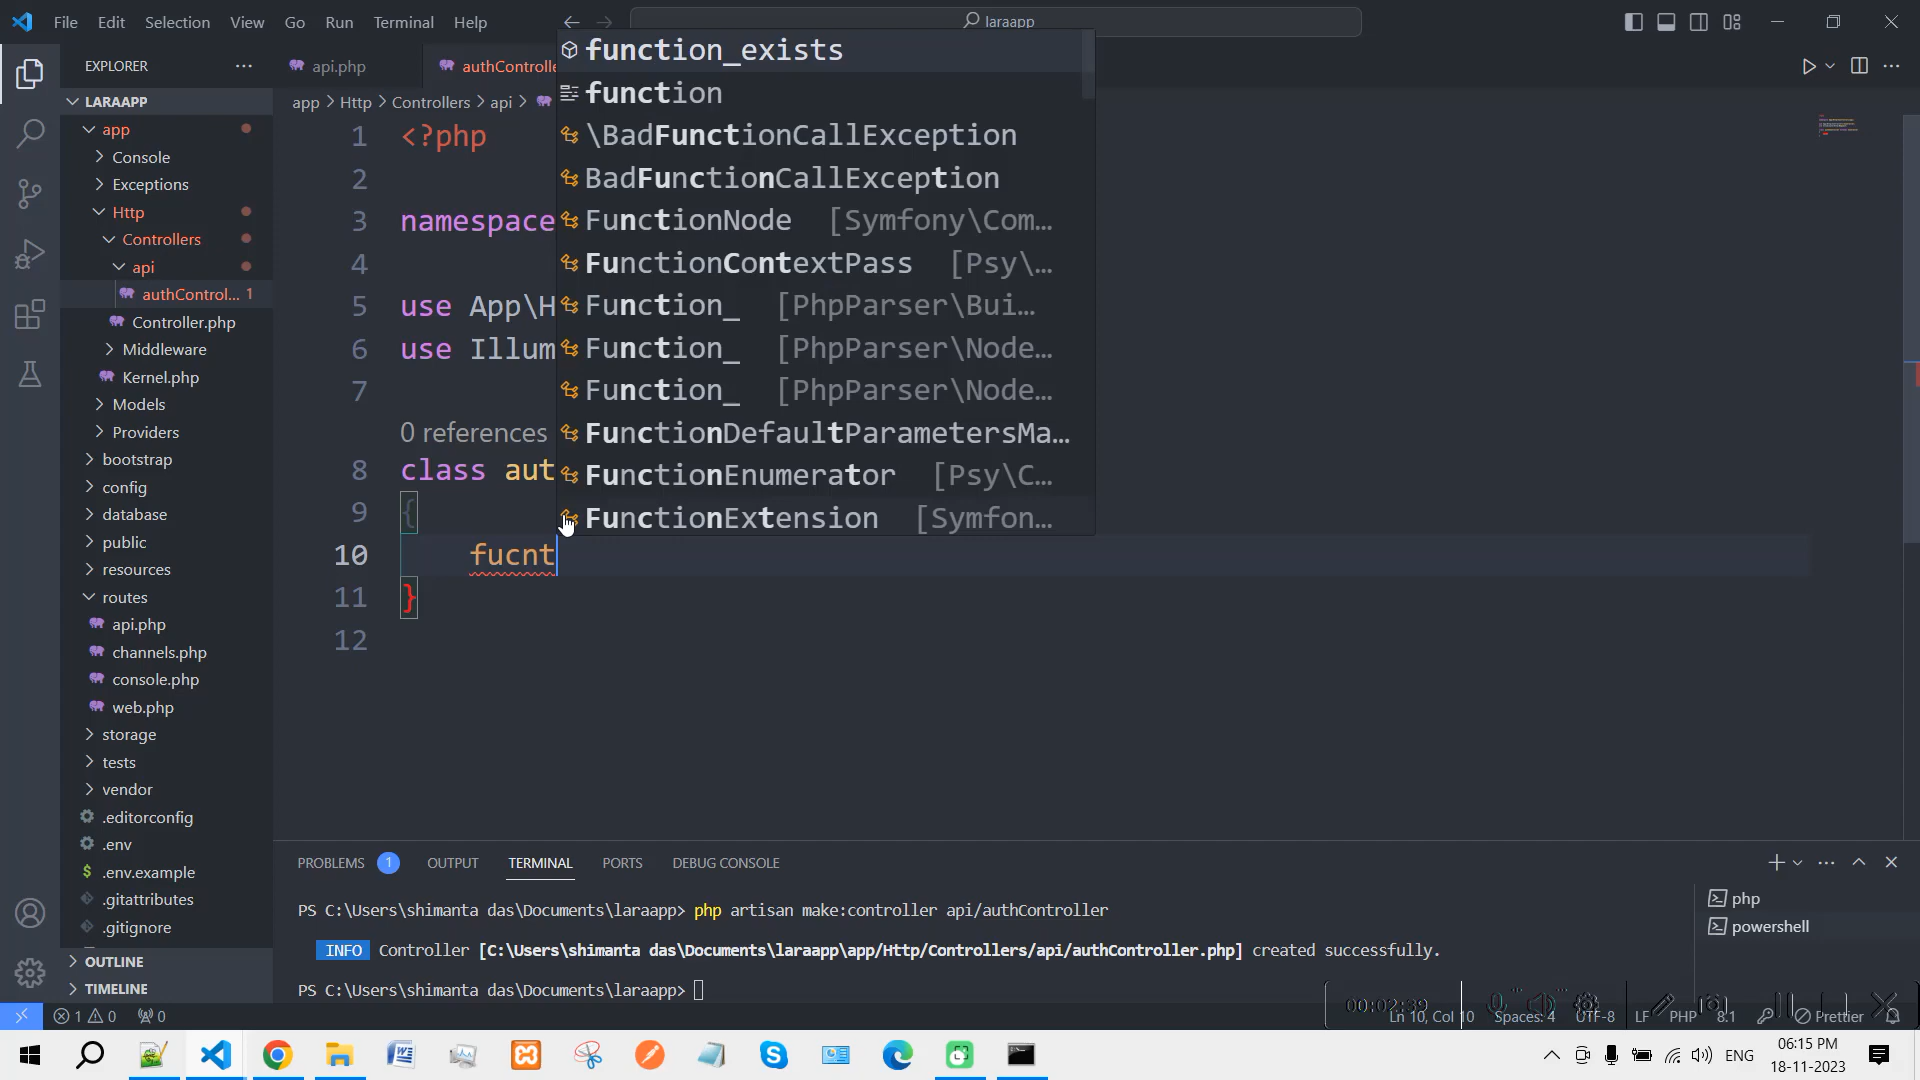 File Edit Selection View Go Run Terminal Help
laraapp
EXPLORER
LARAAPP
app
Console
Exceptions
Http
Controllers
api
authControl... 1
Controller.php
Middleware
Kernel.php
Models
Providers
bootstrap
config
database
public
resources
routes
api.php
channels.php
console.php
web.php
storage
tests
vendor
.editorconfig
.env
.env.example
.gitattributes
.gitignore
OUTLINE
TIMELINE
api.php authControlle
app > Http > Controllers > api >
1 <?php
2
3 namespace
4
5 use App\H
6 use Illum
7
0 references
8 class aut
9 {
10 fucnt
11 }
12
function_exists
function
\BadFunctionCallException
BadFunctionCallException
FunctionNode [Symfony\Com...
FunctionContextPass [Psy\...
Function_ [PhpParser\Bui...
Function_ [PhpParser\Node...
Function_ [PhpParser\Node...
FunctionDefaultParametersMa...
FunctionEnumerator [Psy\C...
FunctionExtension [Symfon...
PROBLEMS 1 OUTPUT TERMINAL PORTS DEBUG CONSOLE
PS C:\Users\shimanta das\Documents\laraapp> php artisan make:controller api/authController
INFO Controller [C:\Users\shimanta das\Documents\laraapp\app/Http/Controllers/api/authController.php] created successfully.
PS C:\Users\shimanta das\Documents\laraapp>
php
powershell
00:02:39
1 0 0 Ln 10, Col 10 Spaces: 4 UTF-8 LF PHP 8.1 Prettier
ENG
06:15 PM
18-11-2023